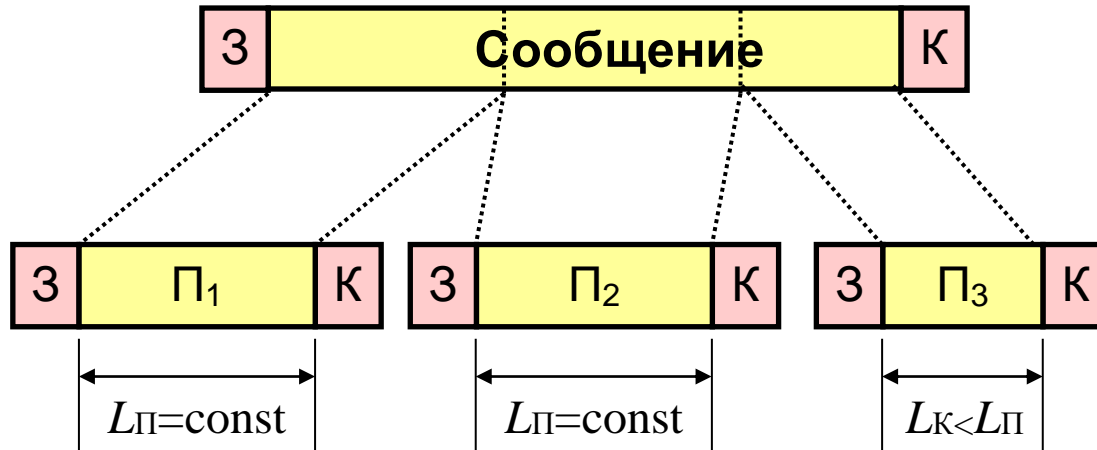 З Сообщение К
З П₁ К З П₂ К З П₃ К
Lп=const Lп=const Lк<Lп